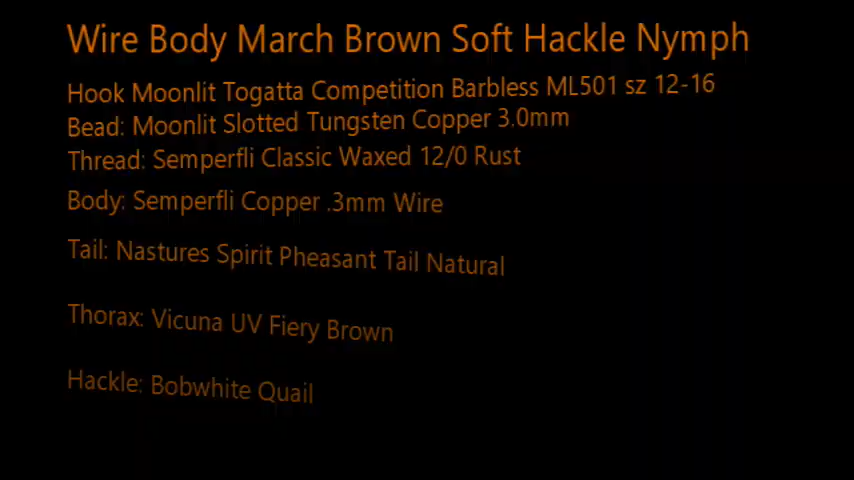 Wire Body March Brown Soft Hackle Nymph
Hook Moonlit Togatta Competition Barbless ML501 sz 12-16
Bead: Moonlit Slotted Tungsten Copper 3.0mm
Thread: Semperfli Classic Waxed 12/0 Rust
Body: Semperfli Copper .3mm Wire
Tail: Nastures Spirit Pheasant Tail Natural
Thorax: Vicuna UV Fiery Brown
Hackle: Bobwhite Quail